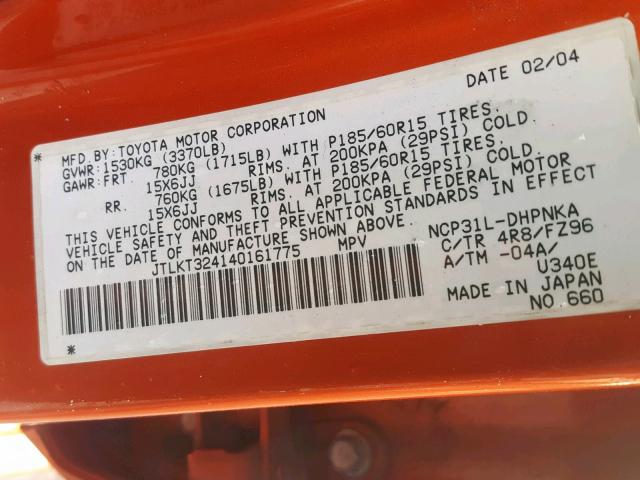 DATE 02/04
MFD.BY:TOYOTA MOTOR CORPORATION
GVWR:1530KG (3370LB)
GAWR:FRT. 780KG (1715LB) WITH P185/60R15 TIRES.
15X6JJ RIMS. AT 200KPA (29PSI) COLD.
RR. 760KG (1675LB) WITH P185/60R15 TIRES.
15X6JJ RIMS. AT 200KPA (29PSI) COLD.
THIS VEHICLE CONFORMS TO ALL APPLICABLE FEDERAL MOTOR
VEHICLE SAFETY AND THEFT PREVENTION STANDARDS IN EFFECT
ON THE DATE OF MANUFACTURE SHOWN ABOVE.
JTLKT324140161775 MPV
NCP31L-DHPNKA
C/TR 4R8/FZ96
A/TM -04A/
U340E
MADE IN JAPAN
NO.660